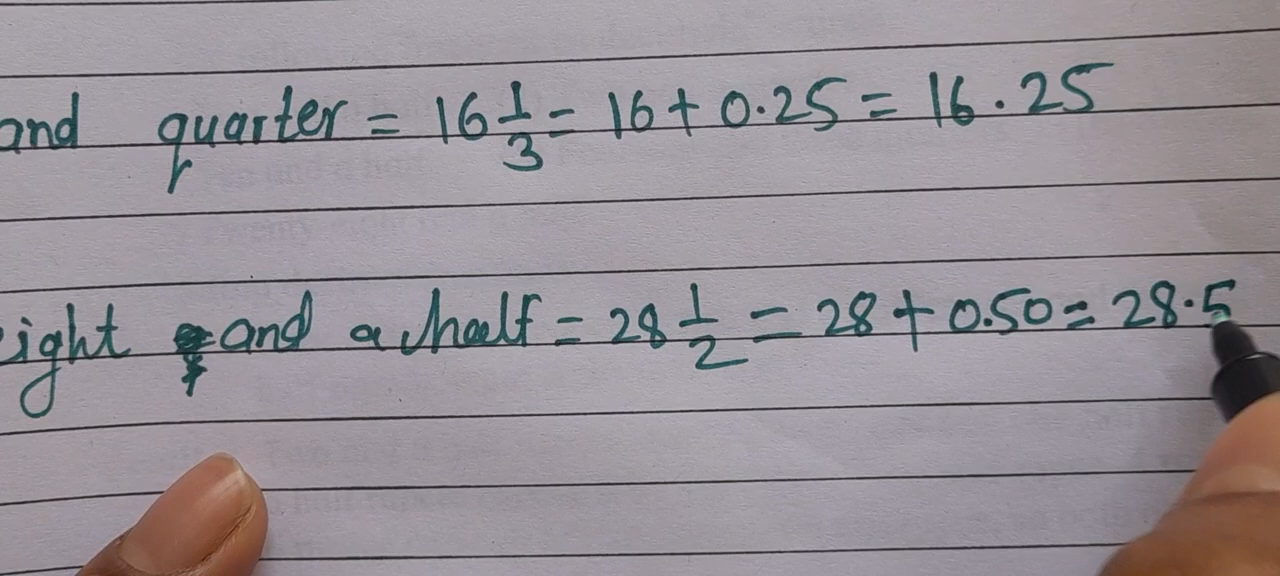 and quarter = 16 1/3 = 16 + 0.25 = 16.25
ight and a half = 28 1/2 = 28 + 0.50 = 28.5